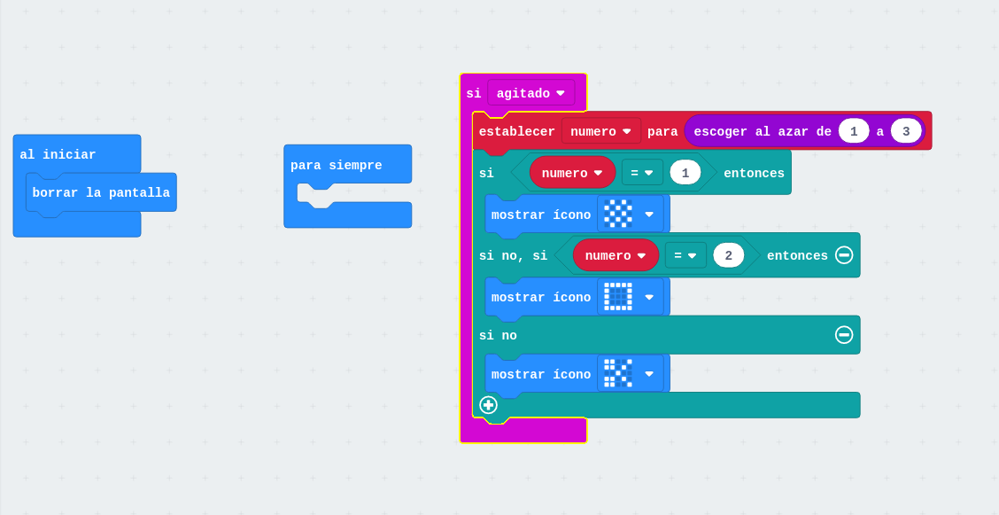 al iniciar
borrar la pantalla
para siempre
si agitado
establecer numero para escoger al azar de 1 a 3
si numero = 1 entonces
mostrar ícono
si no, si numero = 2 entonces
mostrar ícono
si no
mostrar ícono